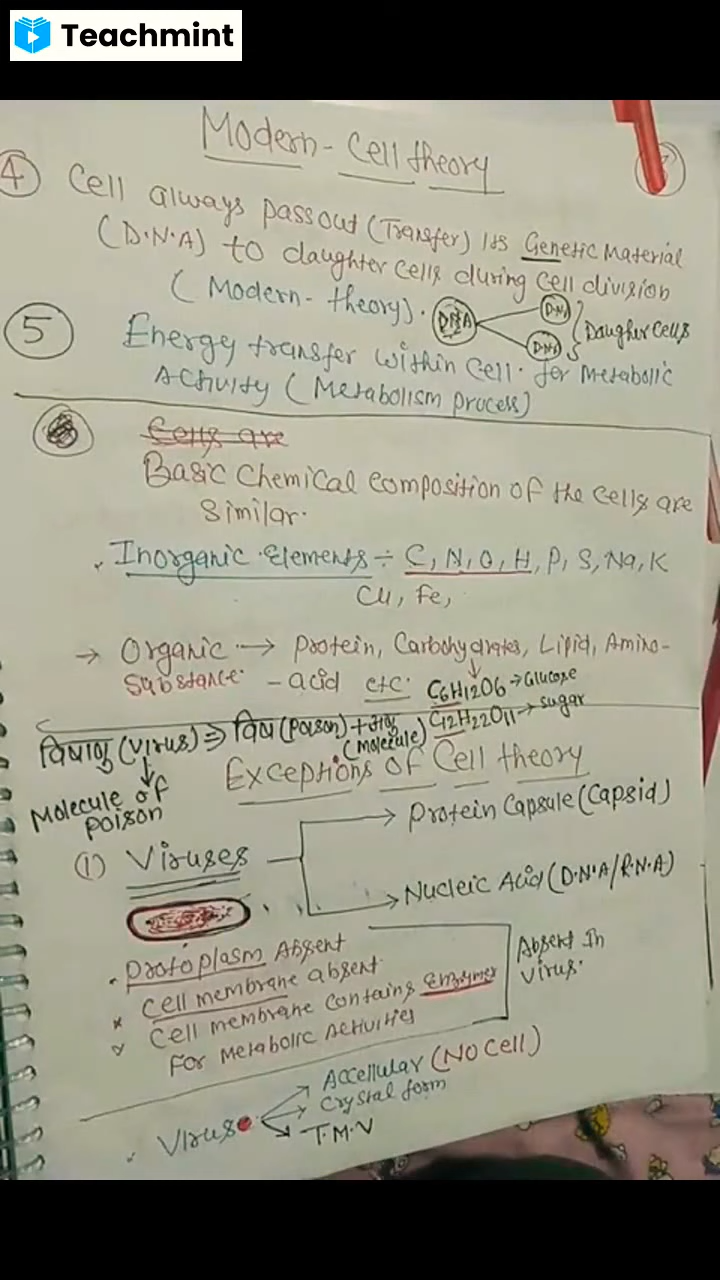 Teachmint
Modern - Cell theory
4 Cell always passout (Transfer) Its Genetic Material
(D.N.A) to daughter cells during cell division
(Modern - theory).
DNA
DNA
DNA
Daugher Cells
5 Energy transfer within cell. for Metabolic
Activity (Metabolism process)
Cells are
Basic Chemical composition of the cells are
Similar.
Inorganic Elements ÷ C, N, O, H, P, S, Na, K
Cu, Fe,
→ Organic → Protein, Carbohydrates, Lipid, Amino-
Substance - acid etc.
C6H12O6 → Glucose
C12H22O11 → sugar
विषाणु (Virus) ⇒ विष (Poison) + अणु
(Molecule)
Molecule of
poison
Exceptions Of Cell theory
(1) Viruses
Protein Capsule (Capsid)
Nucleic Acid (D.N.A/R.N.A)
Protoplasm Absent
× Cell membrane absent
Cell membrane contains Enzymes
For Metabolic Activities
Absent In
virus.
Virus
Accellular (NO Cell)
Crystal form
T.M.V